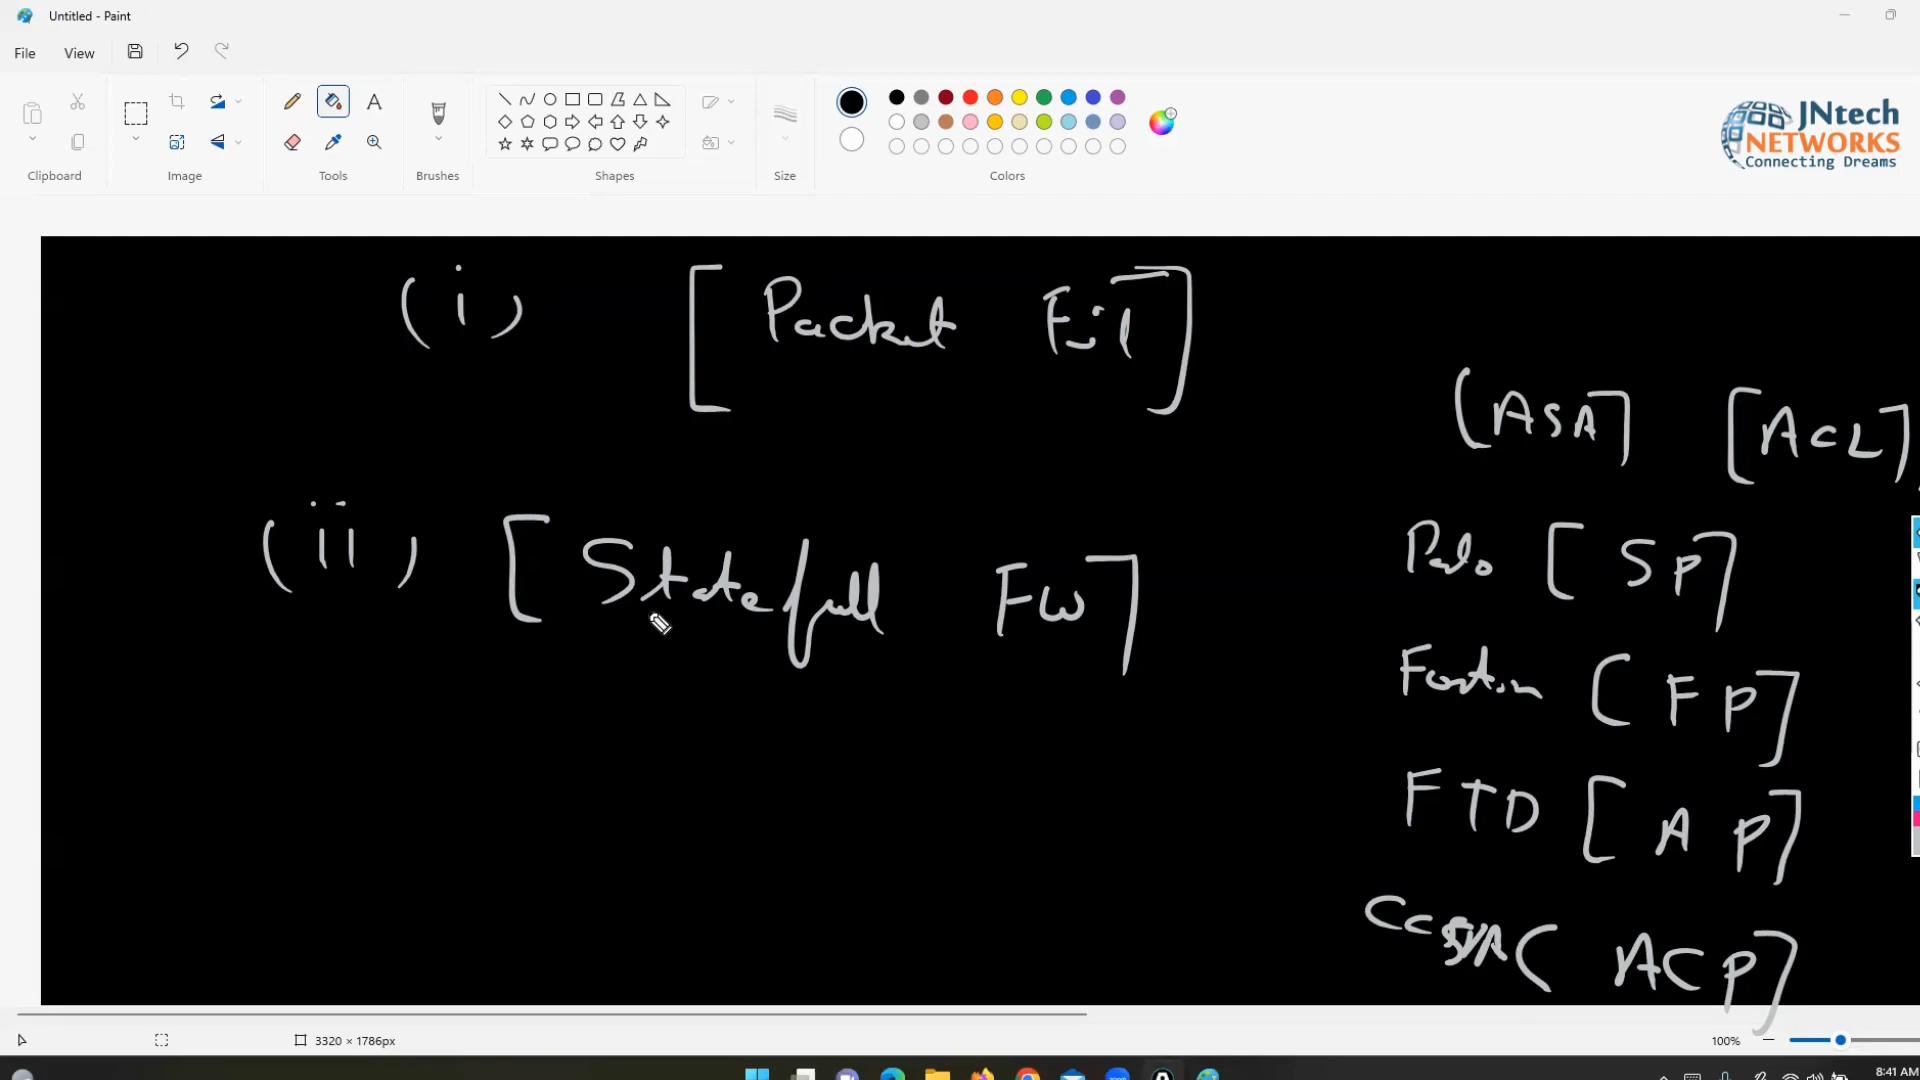 Untitled - Paint
File View
Clipboard
Image
Tools
Brushes
Shapes
Size
Colors
JNtech
NETWORKS
Connecting Dreams
(i) [Packet Fil]
(ASA] [ACL]
(ii) [Statefull FW]
Palo [SP]
[FP]
FTD [AP]
(ACP]
3320 × 1786px
100%
8:41 AM